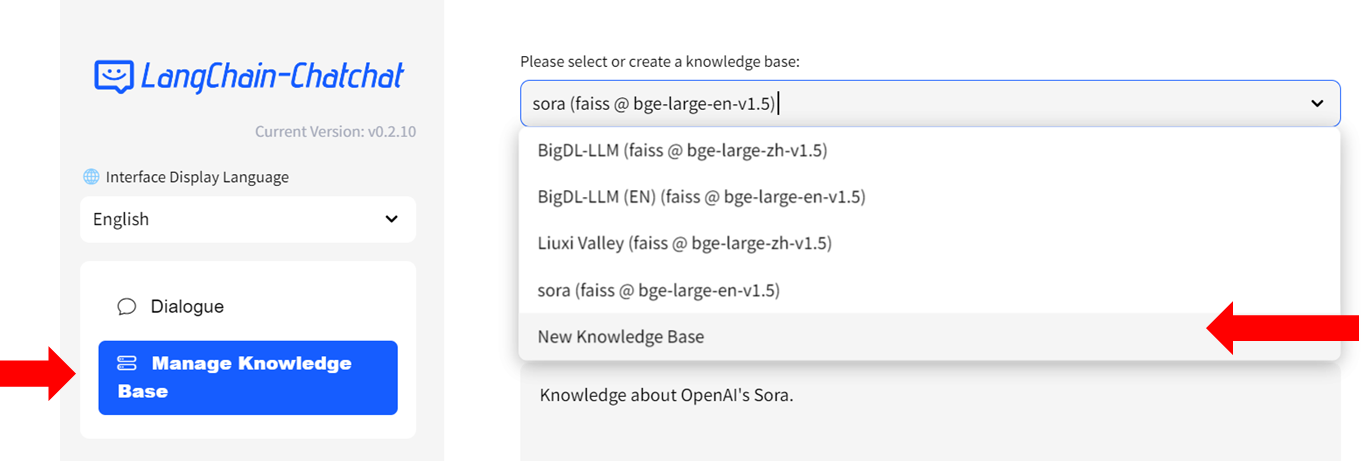 LangChain-Chatchat
Current Version: v0.2.10
Interface Display Language
English
Dialogue
Manage Knowledge
Base
Please select or create a knowledge base:
sora (faiss @ bge-large-en-v1.5)
BigDL-LLM (faiss @ bge-large-zh-v1.5)
BigDL-LLM (EN) (faiss @ bge-large-en-v1.5)
Liuxi Valley (faiss @ bge-large-zh-v1.5)
sora (faiss @ bge-large-en-v1.5)
New Knowledge Base
Knowledge about OpenAI's Sora.